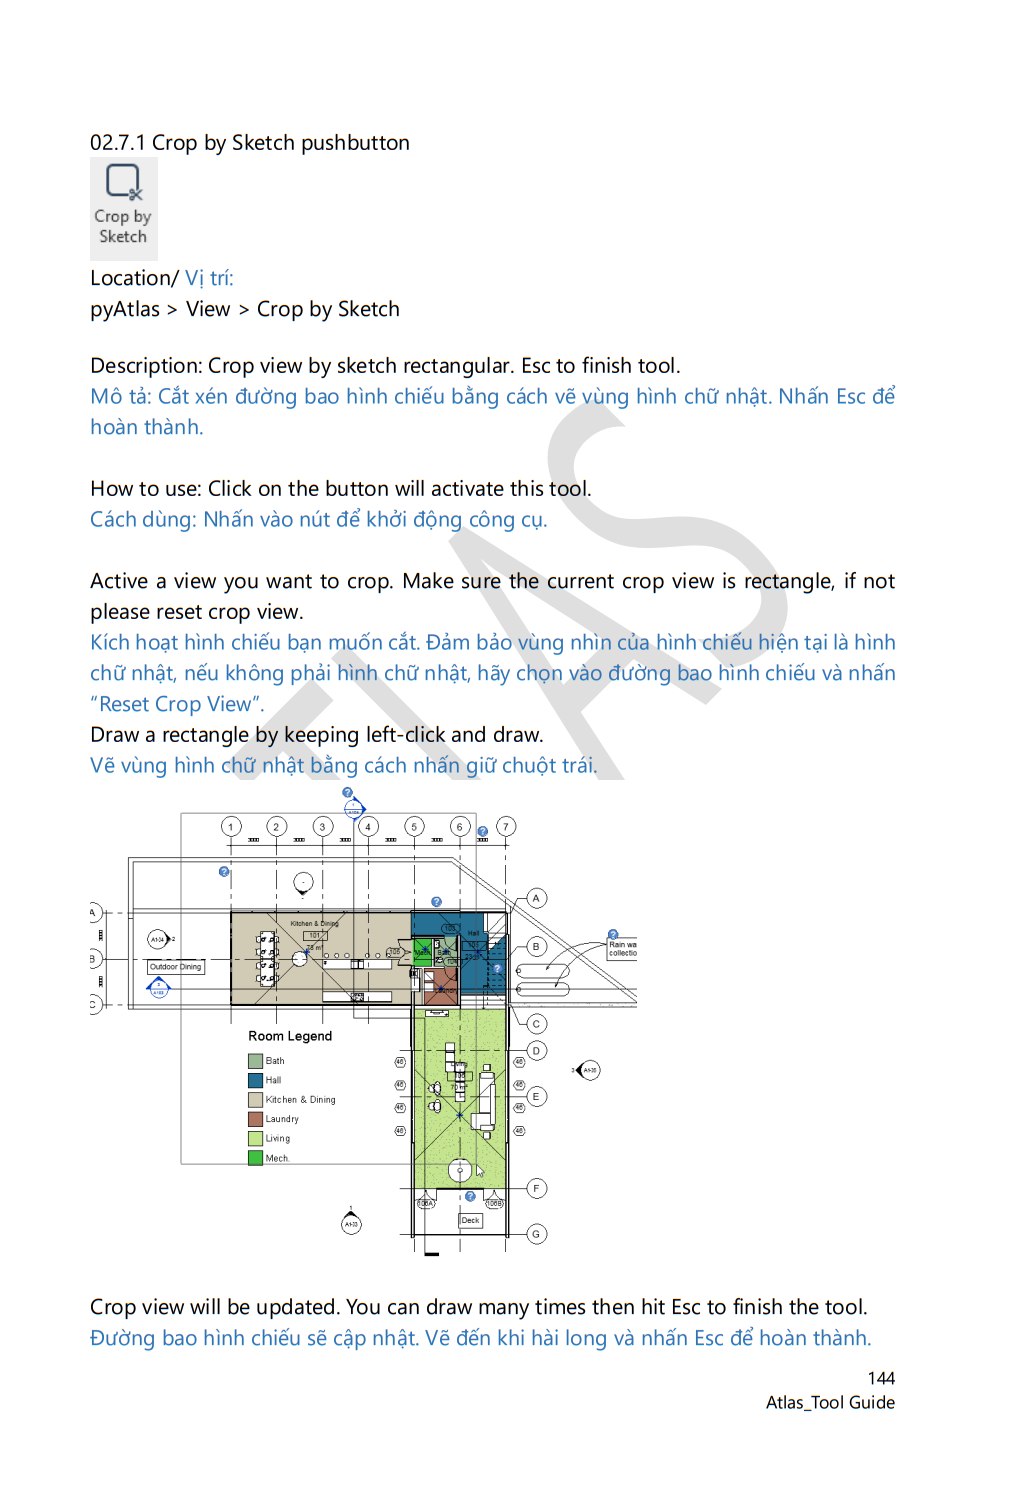 02.7.1 Crop by Sketch pushbutton
Crop by
Sketch
Location/ Vị trí:
pyAtlas > View > Crop by Sketch
Description: Crop view by sketch rectangular. Esc to finish tool.
Mô tả: Cắt xén đường bao hình chiếu bằng cách vẽ vùng hình chữ nhật. Nhấn Esc để
hoàn thành.
How to use: Click on the button will activate this tool.
Cách dùng: Nhấn vào nút để khởi động công cụ.
Active a view you want to crop. Make sure the current crop view is rectangle, if not
please reset crop view.
Kích hoạt hình chiếu bạn muốn cắt. Đảm bảo vùng nhìn của hình chiếu hiện tại là hình
chữ nhật, nếu không phải hình chữ nhật, hãy chọn vào đường bao hình chiếu và nhấn
“Reset Crop View”.
Draw a rectangle by keeping left-click and draw.
Vẽ vùng hình chữ nhật bằng cách nhấn giữ chuột trái.
1 2 3 4 5 6 7
A
Kitchen & Dining
101
Hall
A
B
B
C
Outdoor Dining
Rain wa
collectio
Room Legend
Bath
Hall
Kitchen & Dining
Laundry
Living
Mech.
C
D
E
F
G
106A
106B
Deck
Crop view will be updated. You can draw many times then hit Esc to finish the tool.
Đường bao hình chiếu sẽ cập nhật. Vẽ đến khi hài long và nhấn Esc để hoàn thành.
144
Atlas_Tool Guide
TLAS